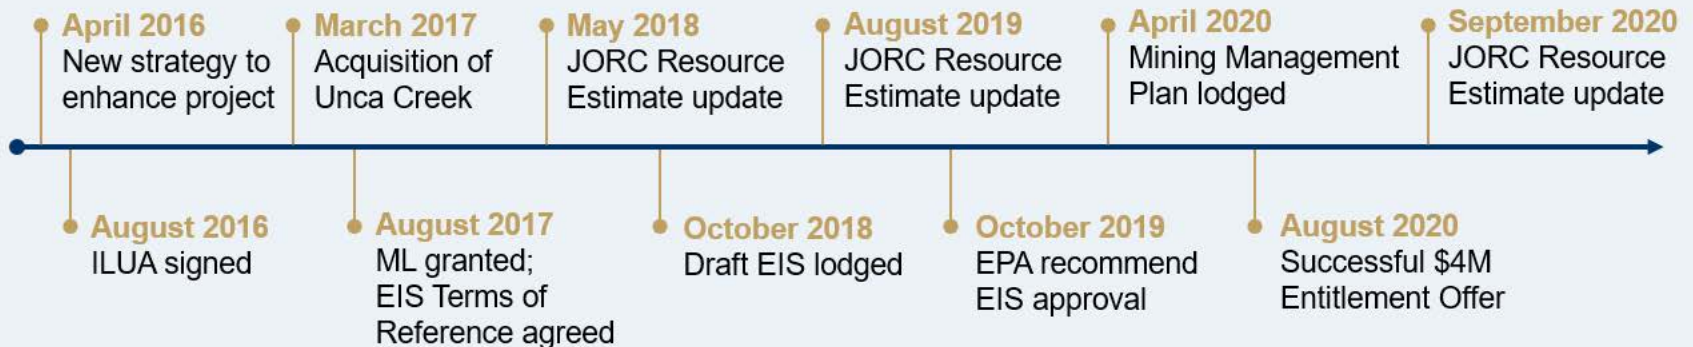 April 2016
New strategy to
enhance project
March 2017
Acquisition of
Unca Creek
May 2018
JORC Resource
Estimate update
August 2019
JORC Resource
Estimate update
April 2020
Mining Management
Plan lodged
September 2020
JORC Resource
Estimate update
August 2016
ILUA signed
August 2017
ML granted;
EIS Terms of
Reference agreed
October 2018
Draft EIS lodged
October 2019
EPA recommend
EIS approval
August 2020
Successful $4M
Entitlement Offer